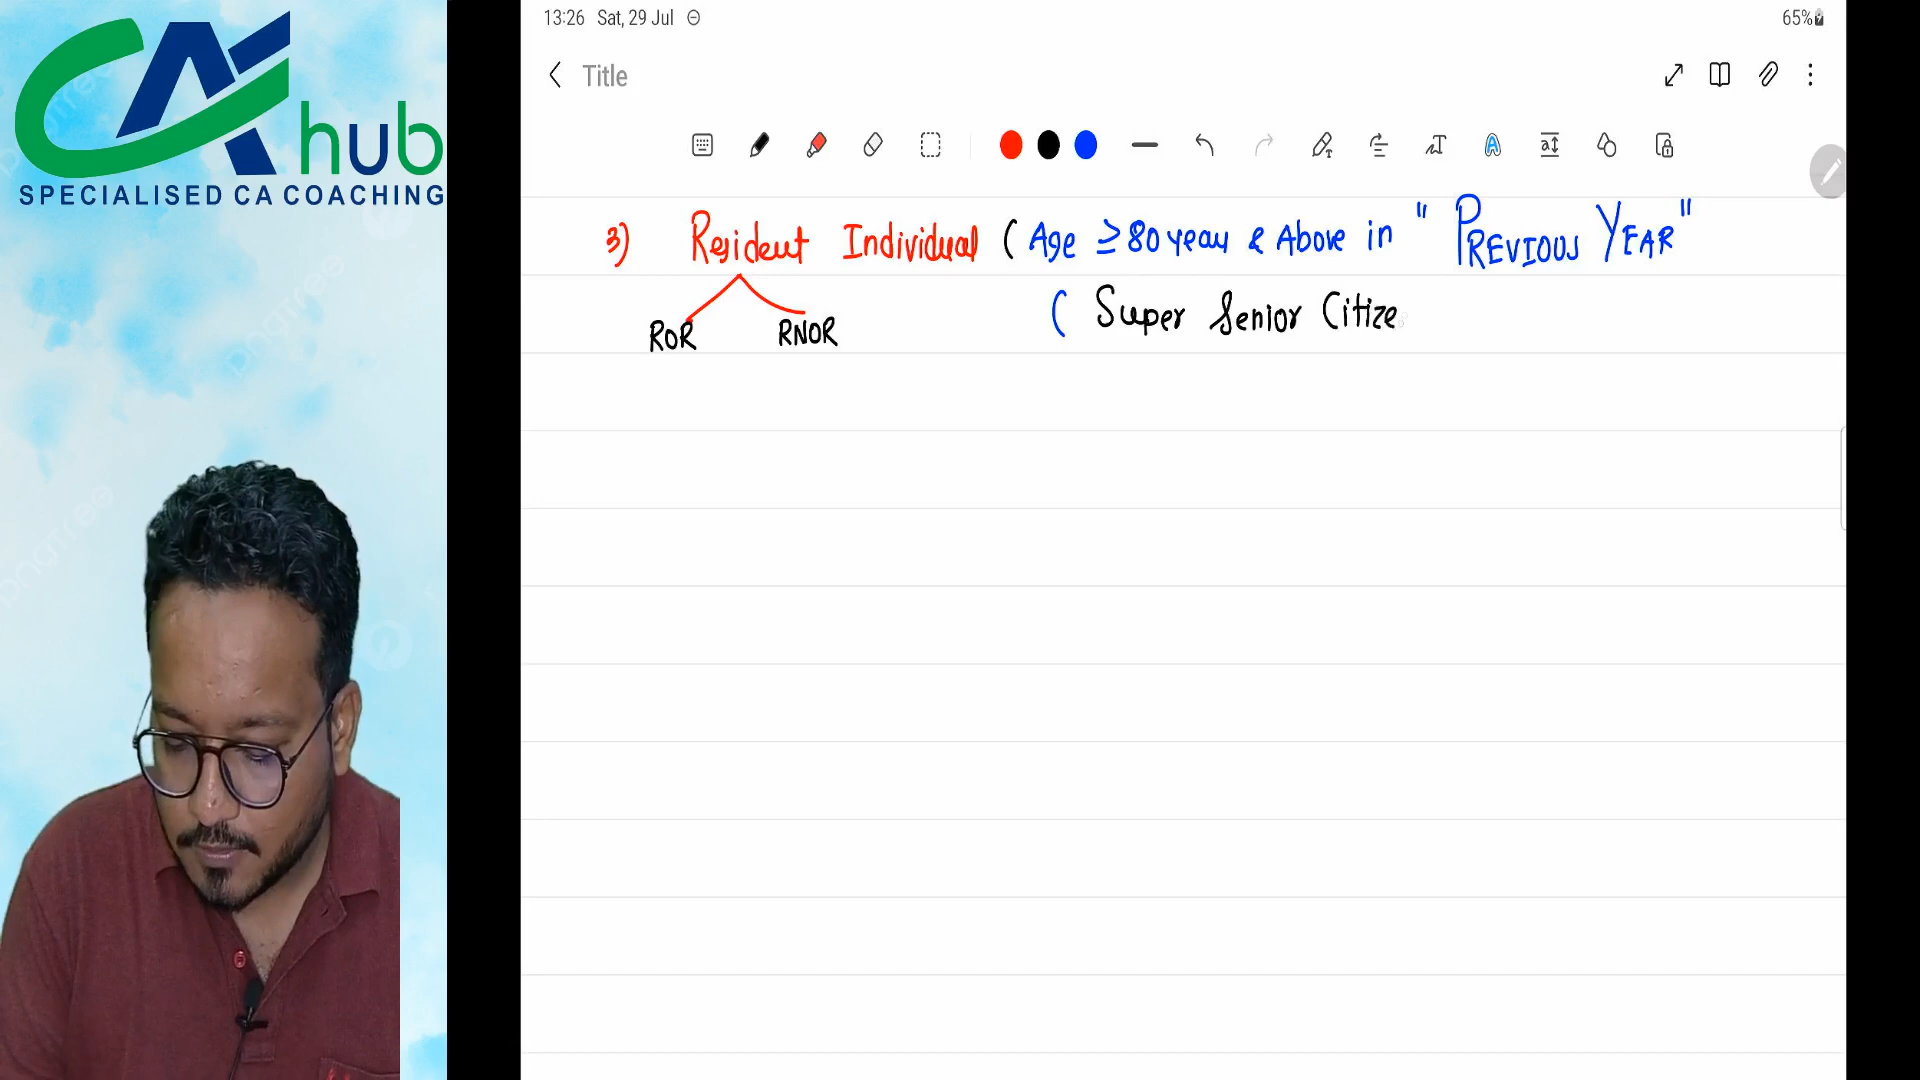 CA hub
SPECIALISED CA COACHING
13:26 Sat, 29 Jul
65%
Title
3) Resident Individual ( Age ≥ 80 year & Above in " PREVIOUS YEAR"
ROR RNOR
( Super Senior Citize